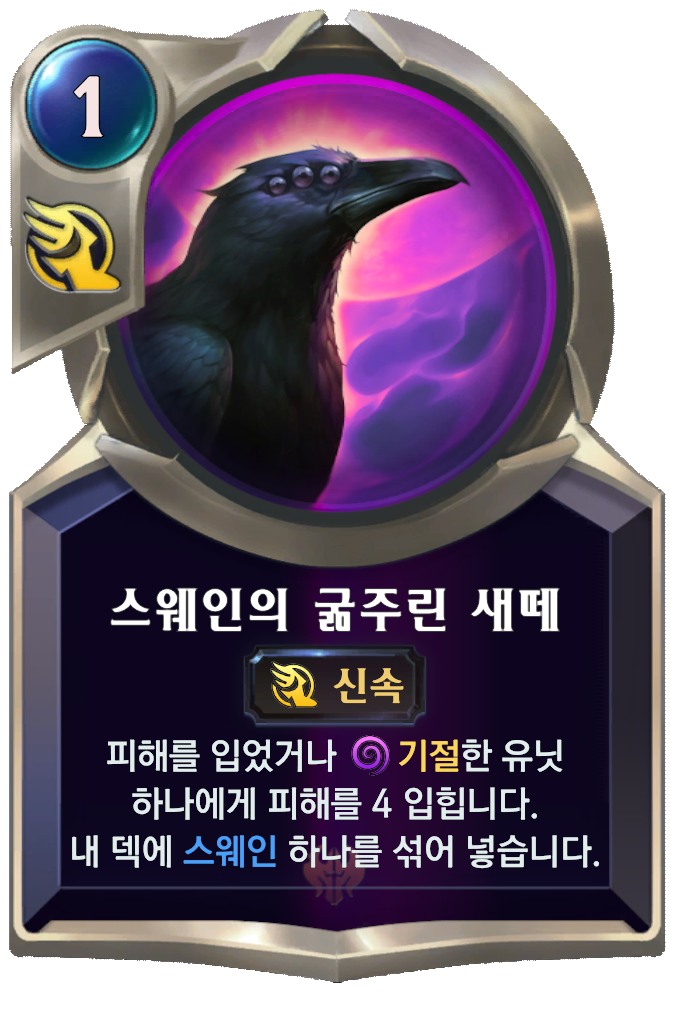 1
스웨인의 굶주린 새떼
신속
피해를 입었거나 기절한 유닛
하나에게 피해를 4 입힙니다.
내 덱에 스웨인 하나를 섞어 넣습니다.